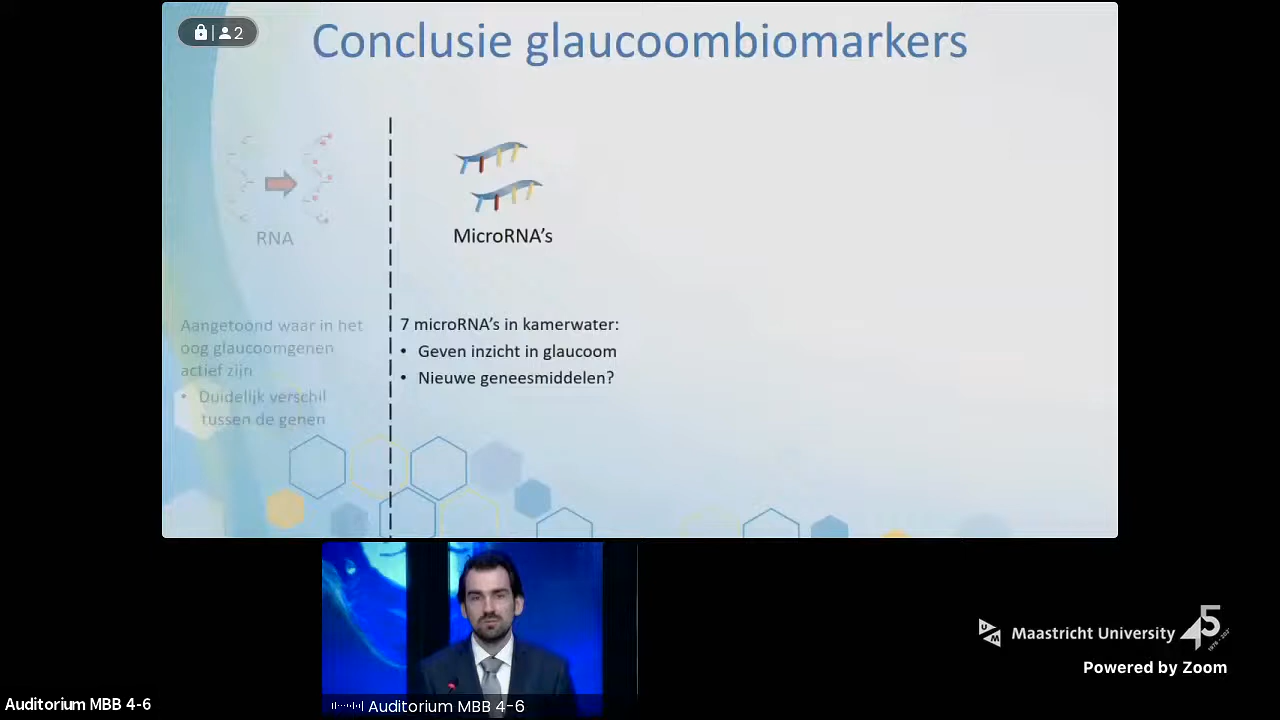 2
Conclusie glaucoombiomarkers
RNA
MicroRNA’s
Aangetoond waar in het
oog glaucoomgenen
actief zijn
• Duidelijk verschil
tussen de genen
7 microRNA’s in kamerwater:
• Geven inzicht in glaucoom
• Nieuwe geneesmiddelen?
UM
Maastricht University
45
Powered by Zoom
Auditorium MBB 4-6
Auditorium MBB 4-6